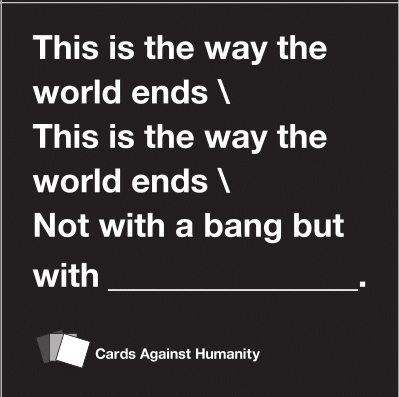 This is the way the
world ends \
This is the way the
world ends \
Not with a bang but
with ____________.
Cards Against Humanity